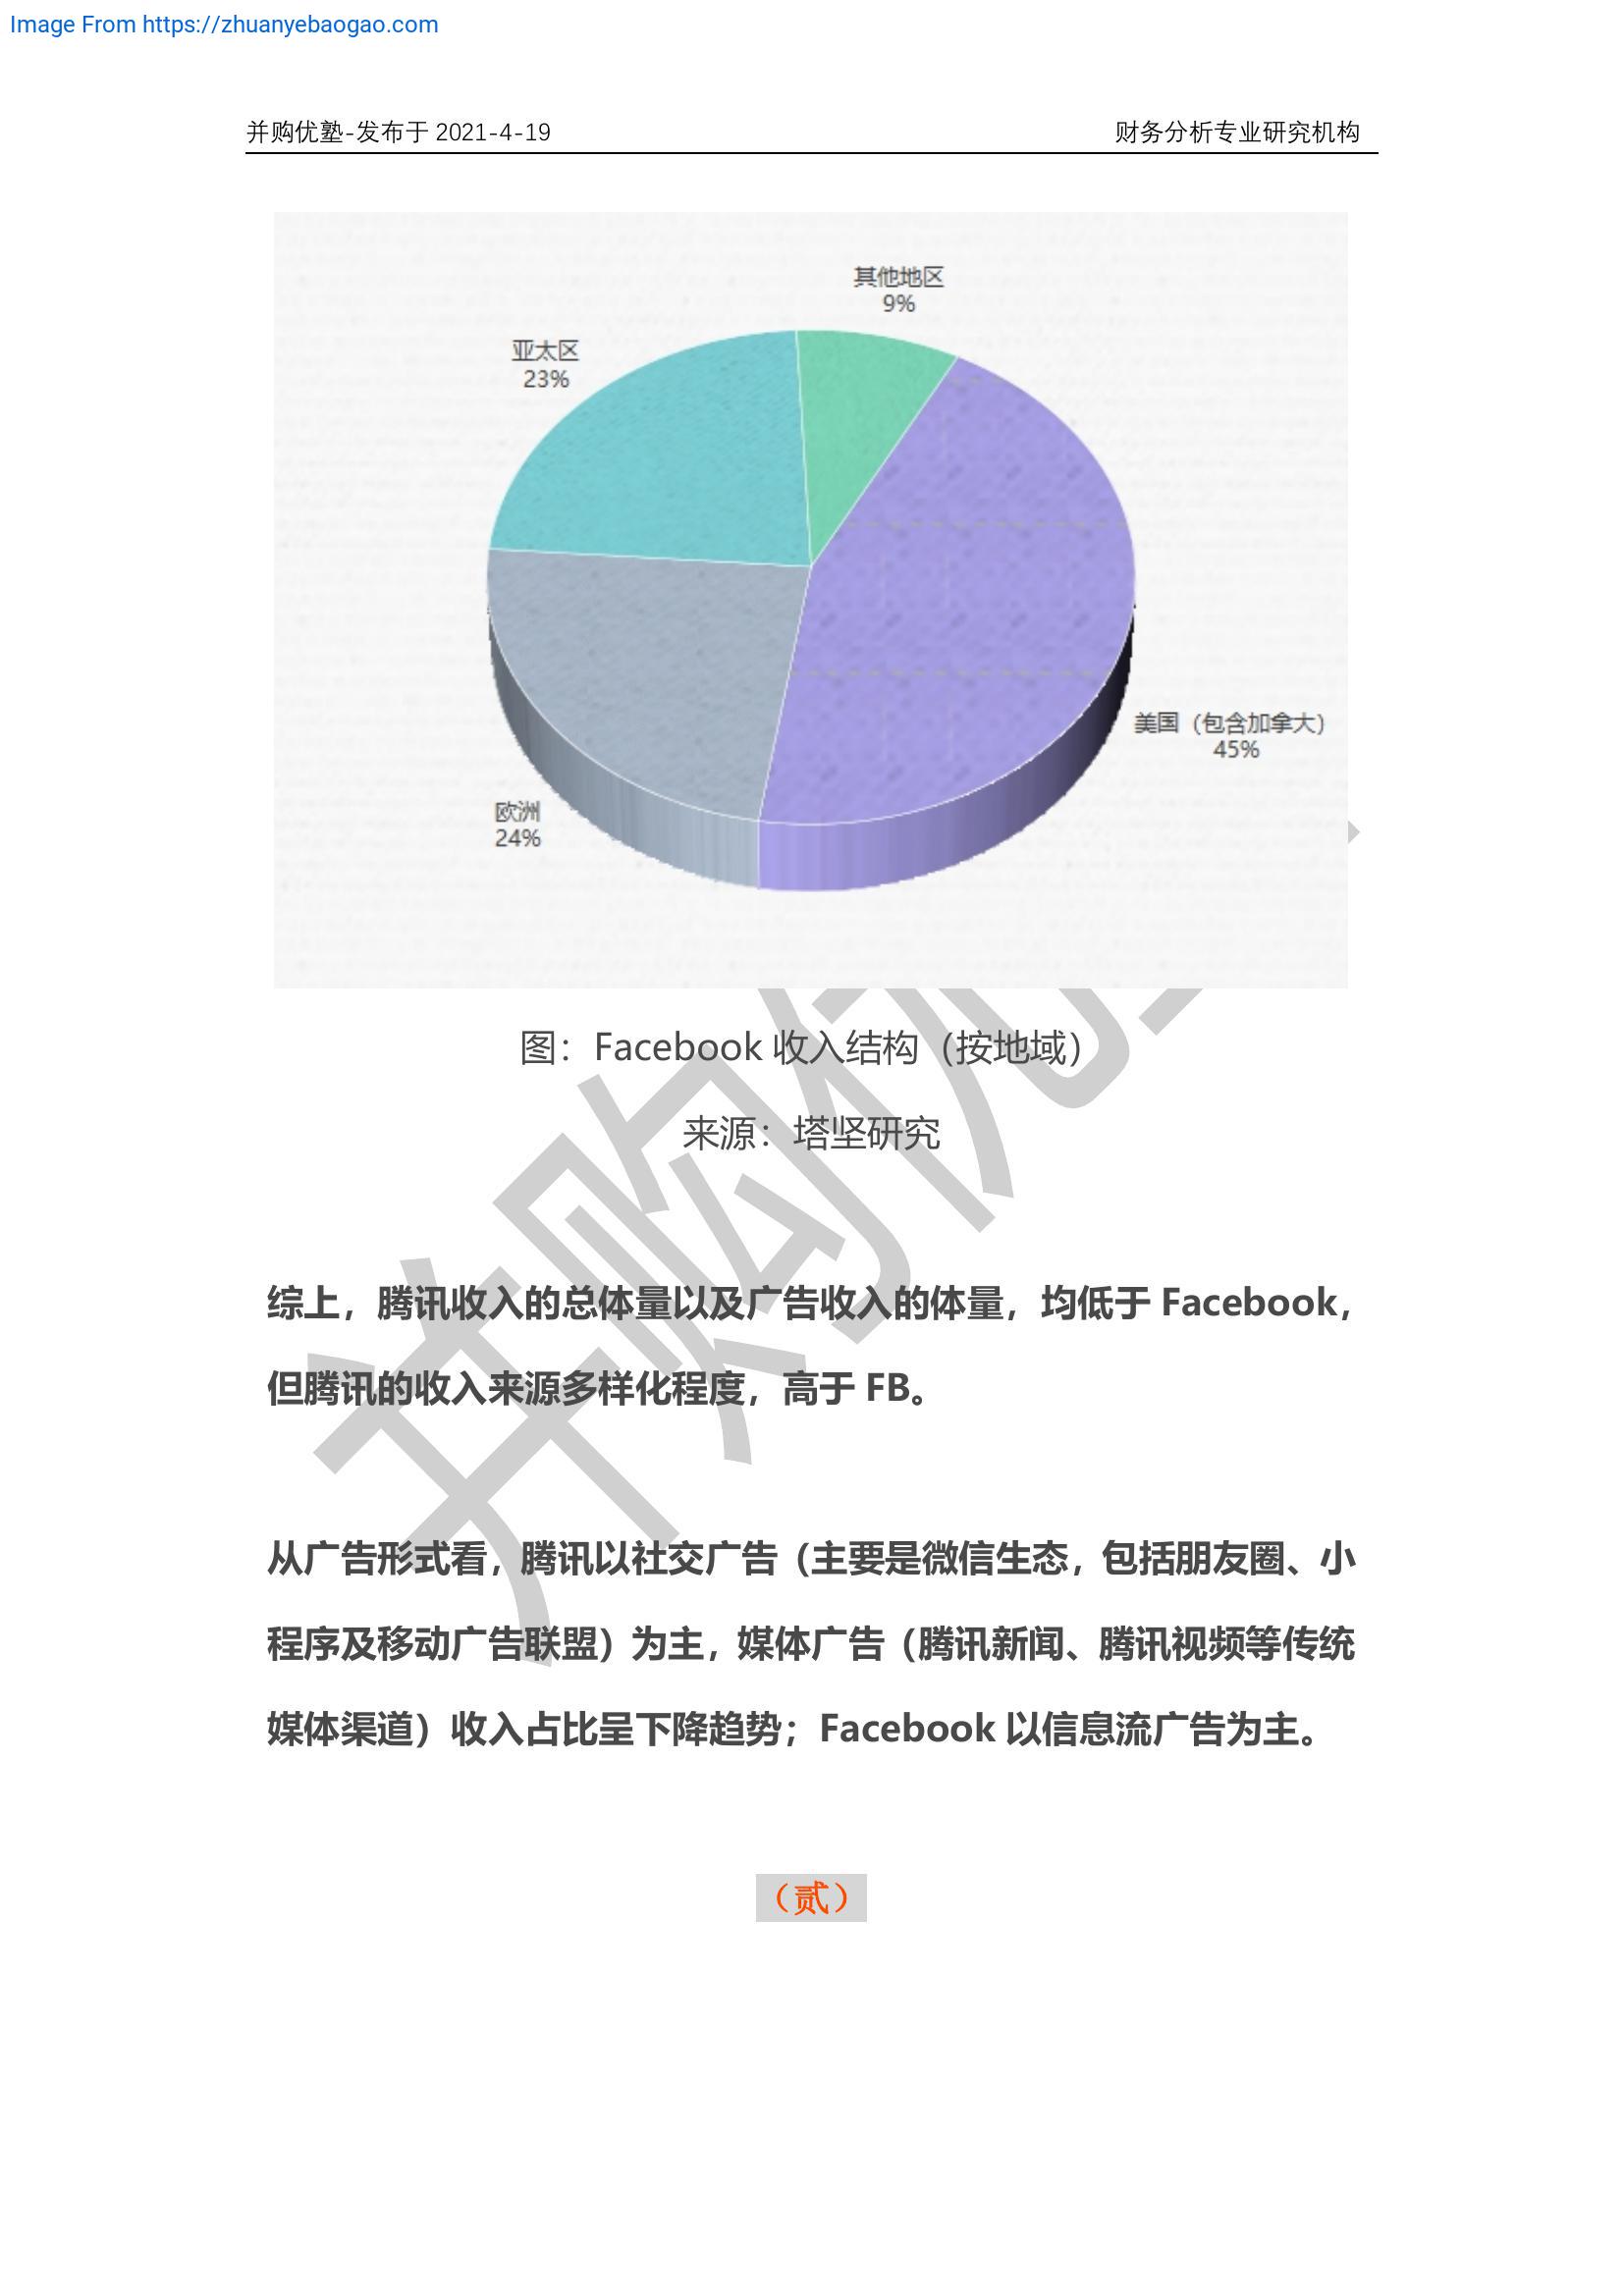 Image From https://zhuanyebaogao.com
并购优塾-发布于 2021-4-19
财务分析专业研究机构
其他地区
9%
亚太区
23%
美国（包含加拿大）
45%
欧洲
24%
图：Facebook 收入结构（按地域）
来源：塔坚研究
综上，腾讯收入的总体量以及广告收入的体量，均低于 Facebook，
但腾讯的收入来源多样化程度，高于 FB。
从广告形式看，腾讯以社交广告（主要是微信生态，包括朋友圈、小
程序及移动广告联盟）为主，媒体广告（腾讯新闻、腾讯视频等传统
媒体渠道）收入占比呈下降趋势；Facebook 以信息流广告为主。
（贰）
并购优